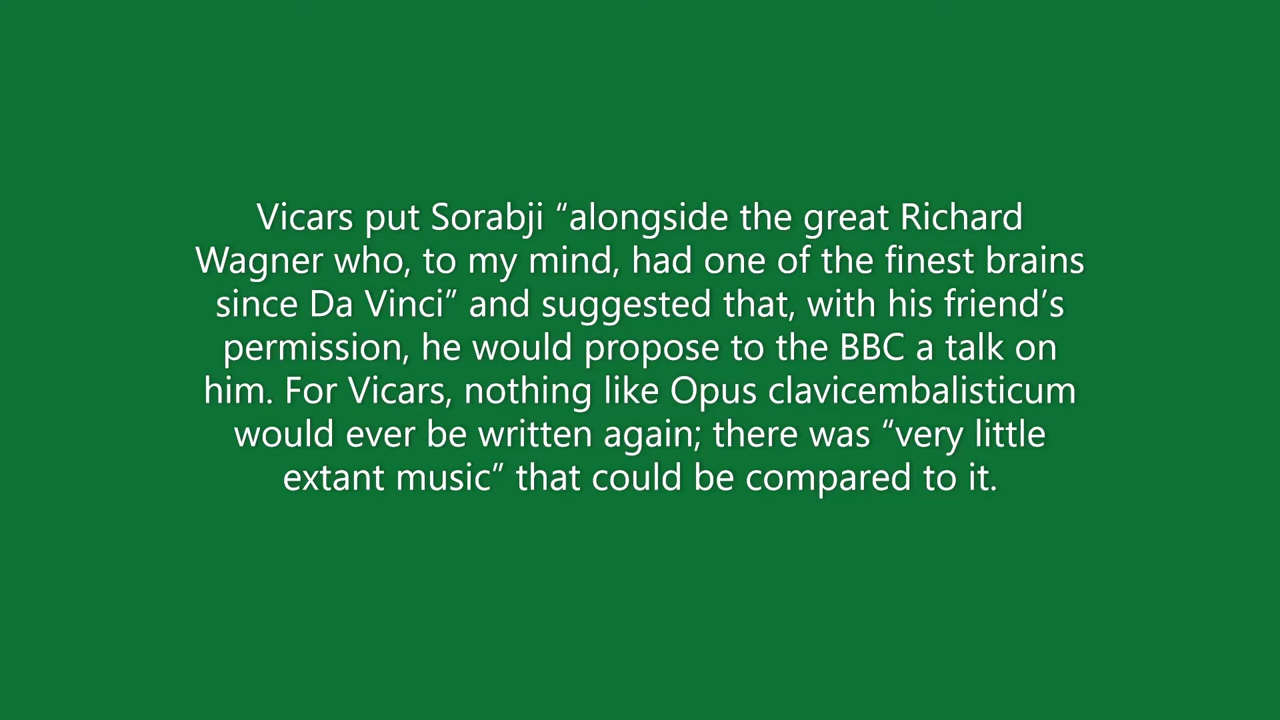 Vicars put Sorabji “alongside the great Richard
Wagner who, to my mind, had one of the finest brains
since Da Vinci” and suggested that, with his friend’s
permission, he would propose to the BBC a talk on
him. For Vicars, nothing like Opus clavicembalisticum
would ever be written again; there was “very little
extant music” that could be compared to it.